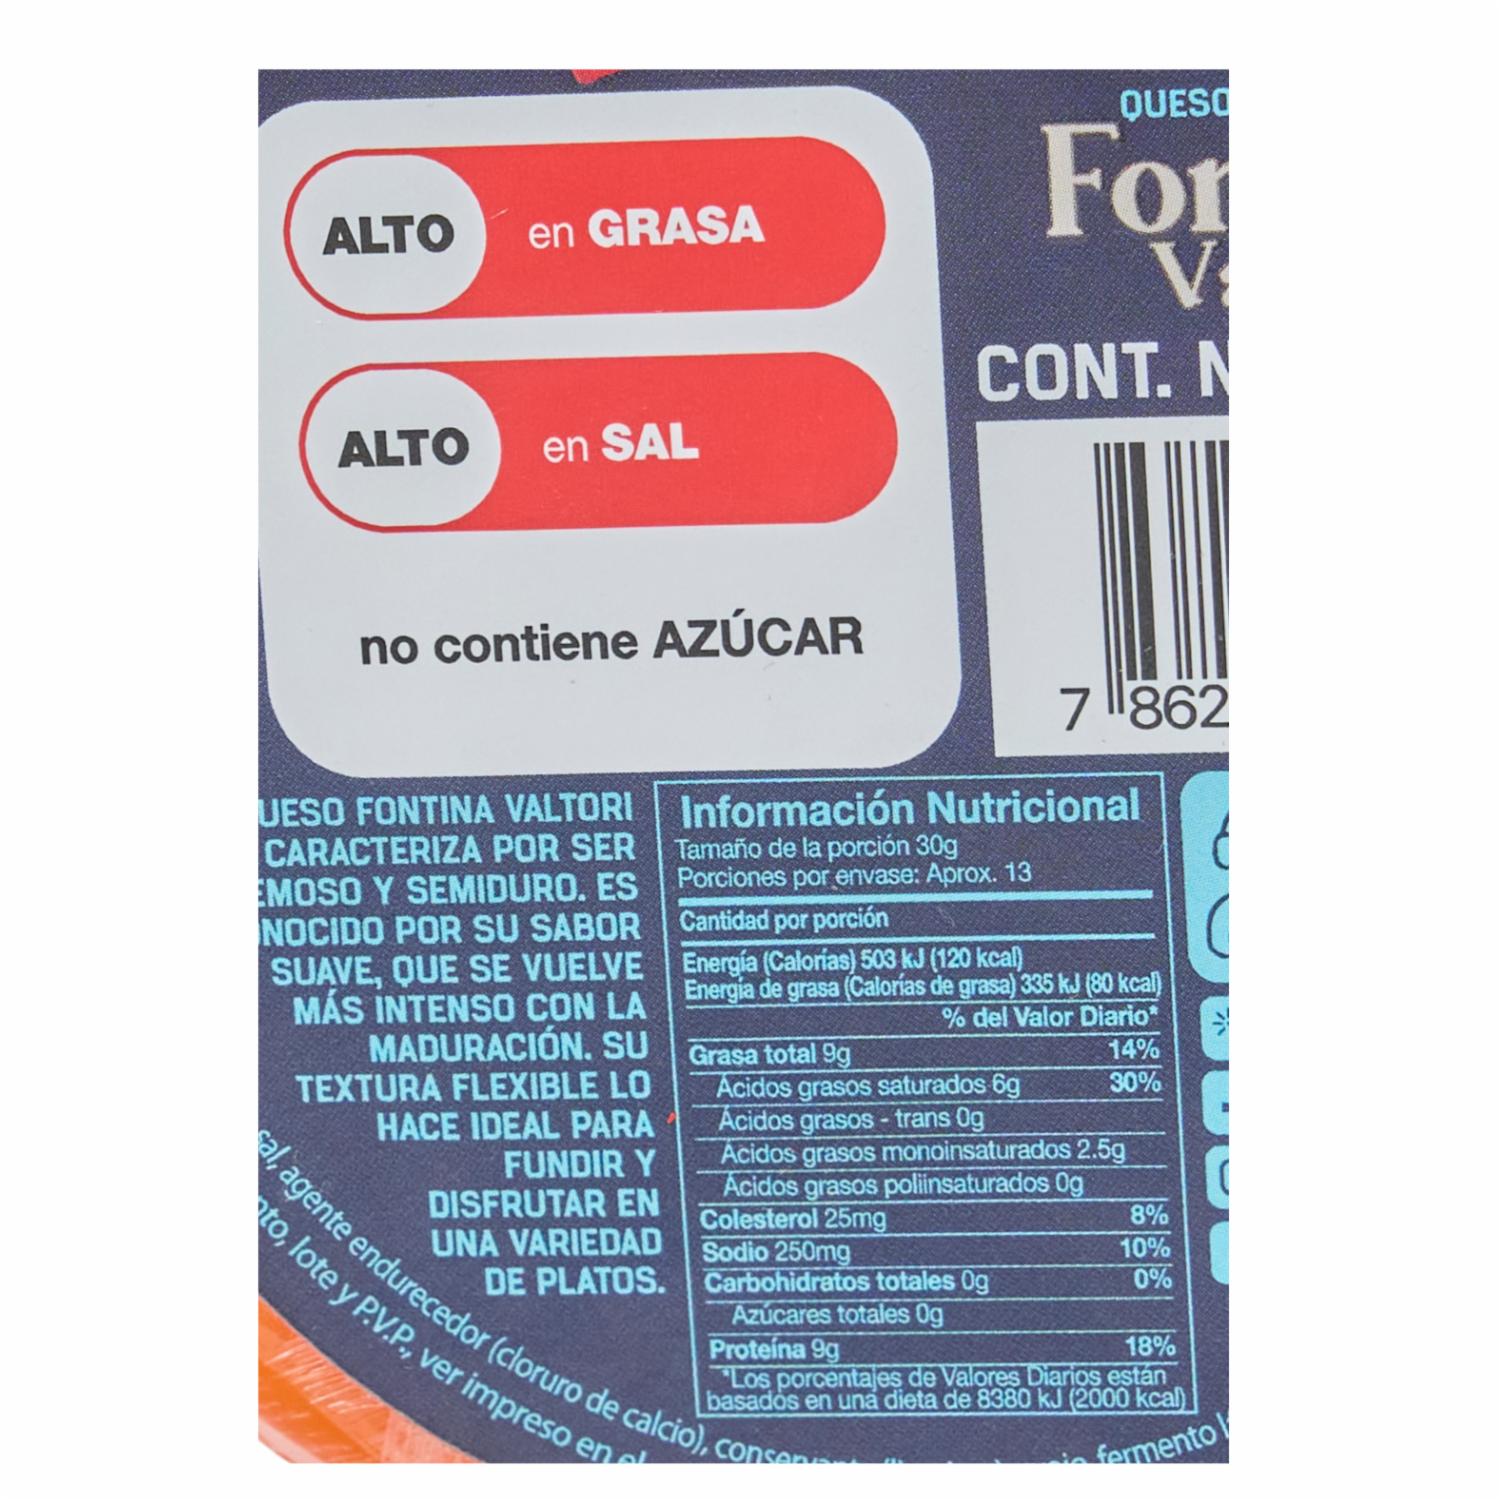 ALTO en GRASA
ALTO en SAL
no contiene AZÚCAR
QUESO
For
CONT. N
7 862
UESO FONTINA VALTORI
CARACTERIZA POR SER
EMOSO Y SEMIDURO. ES
NOCIDO POR SU SABOR
SUAVE, QUE SE VUELVE
MÁS INTENSO CON LA
MADURACIÓN. SU
TEXTURA FLEXIBLE LO
HACE IDEAL PARA
FUNDIR Y
DISFRUTAR EN
UNA VARIEDAD
DE PLATOS.
Información Nutricional
Tamaño de la porción 30g
Porciones por envase: Aprox. 13
Cantidad por porción
Energía (Calorías) 503 kJ (120 kcal)
Energía de grasa (Calorías de grasa) 335 kJ (80 kcal)
% del Valor Diario*
Grasa total 9g 14%
Ácidos grasos saturados 6g 30%
Ácidos grasos - trans 0g
Ácidos grasos monoinsaturados 2.5g
Ácidos grasos poliinsaturados 0g
Colesterol 25mg 8%
Sodio 250mg 10%
Carbohidratos totales 0g 0%
Azúcares totales 0g
Proteína 9g 18%
*Los porcentajes de Valores Diarios están
basados en una dieta de 8380 kJ (2000 kcal)
sal, agente endurecedor (cloruro de calcio), fermento
nto, lote y P.V.P., ver impreso en el